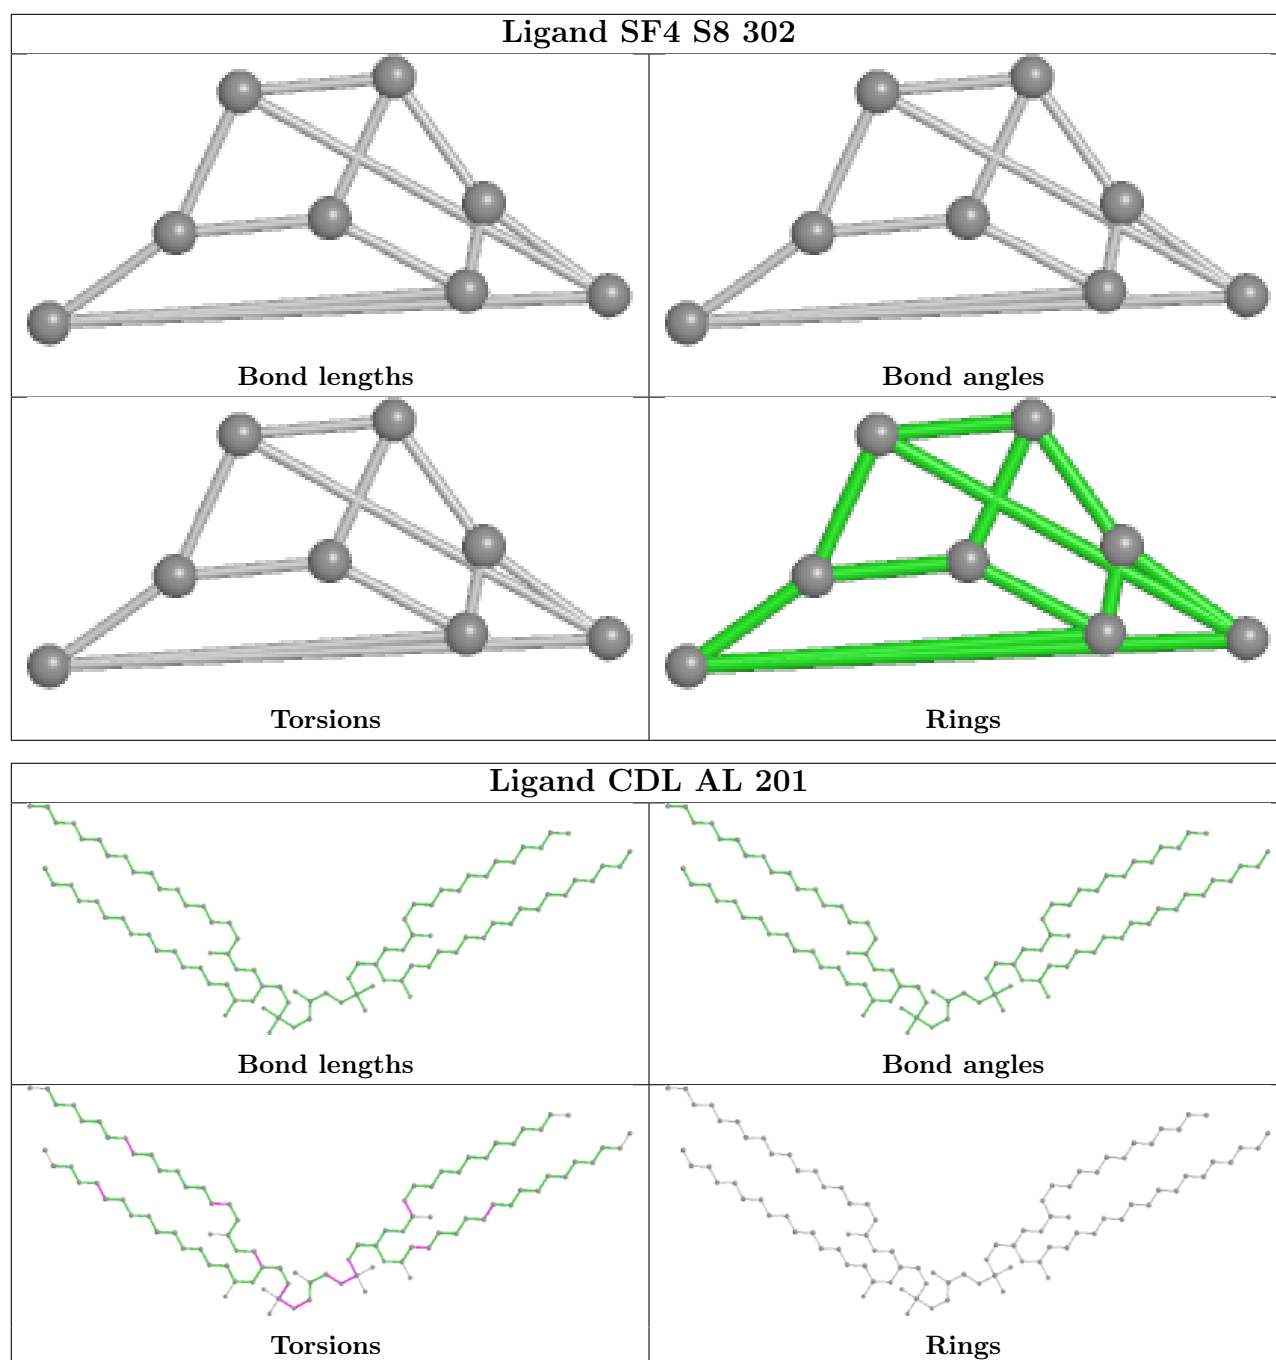 Ligand SF4 S8 302
Bond lengths
Bond angles
Torsions
Rings
Ligand CDL AL 201
Bond lengths
Bond angles
Torsions
Rings